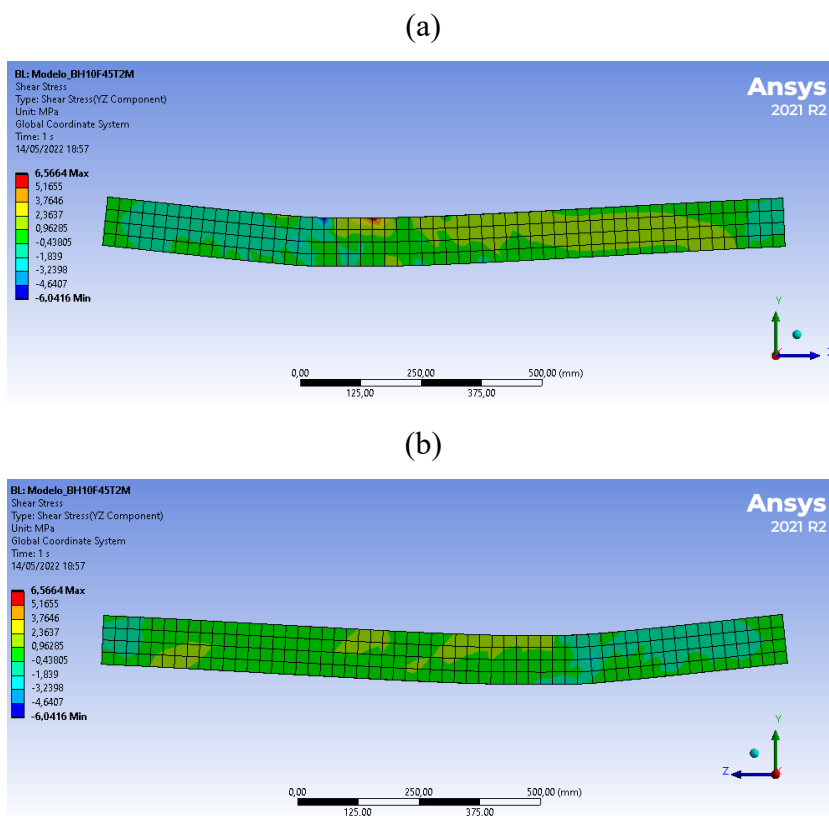 (a)
BL: Modelo_BH10F45T2M
Shear Stress
Type: Shear Stress(YZ Component)
Unit: MPa
Global Coordinate System
Time: 1 s
14/05/2022 18:57
Ansys
2021 R2
6,5664 Max
5,1655
3,7646
2,3637
0,96285
-0,43805
-1,839
-3,2398
-4,6407
-6,0416 Min
Y
Z
0,00
250,00
500,00 (mm)
125,00
375,00
(b)
BL: Modelo_BH10F45T2M
Shear Stress
Type: Shear Stress(YZ Component)
Unit: MPa
Global Coordinate System
Time: 1 s
14/05/2022 18:57
Ansys
2021 R2
6,5664 Max
5,1655
3,7646
2,3637
0,96285
-0,43805
-1,839
-3,2398
-4,6407
-6,0416 Min
Y
Z
0,00
250,00
500,00 (mm)
125,00
375,00